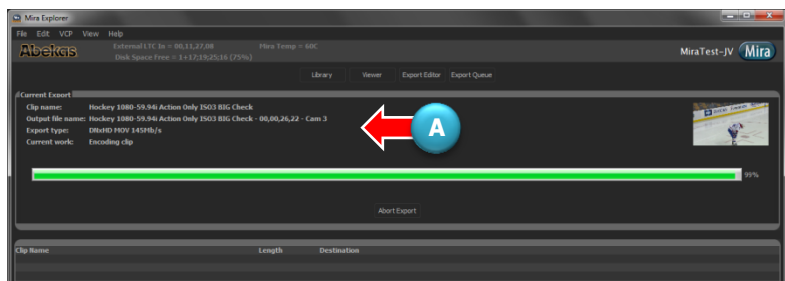 Mira Explorer
File Edit VCP View Help
Abekas
External LTC In = 00,11,27,08 Mira Temp = 60C
Disk Space Free = 1+17;19;25;16 (75%)
MiraTest-JV Mira
Library Viewer Export Editor Export Queue
Current Export
Clip name: Hockey 1080-59.94i Action Only ISO3 BIG Check
Output file name: Hockey 1080-59.94i Action Only ISO3 BIG Check - 00,00,26,22 - Cam 3
Export type: DNxHD MOV 145Mb/s
Current work: Encoding clip
A
99%
Abort Export
Clip Name Length Destination